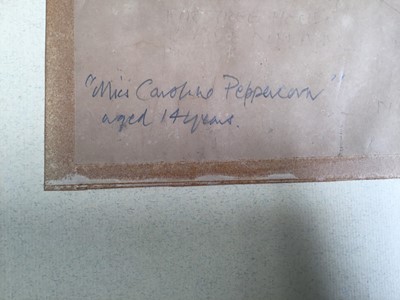 "Miss Caroline Peppercorn"
aged 14 years.